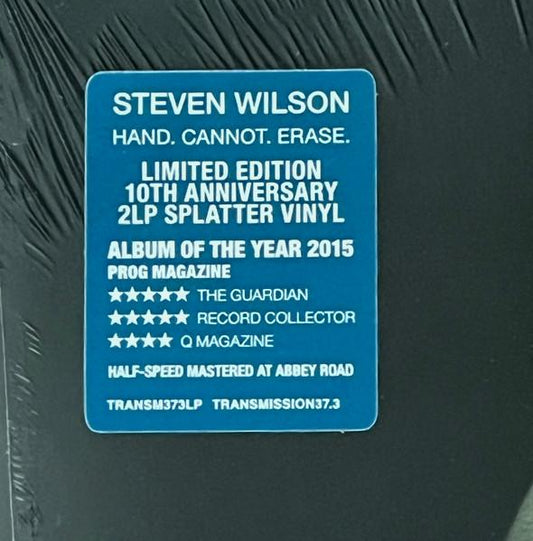 STEVEN WILSON
HAND. CANNOT. ERASE.
LIMITED EDITION
10TH ANNIVERSARY
2LP SPLATTER VINYL
ALBUM OF THE YEAR 2015
PROG MAGAZINE
★★★★★ THE GUARDIAN
★★★★★ RECORD COLLECTOR
★★★★ Q MAGAZINE
HALF-SPEED MASTERED AT ABBEY ROAD
TRANSM373LP TRANSMISSION37.3